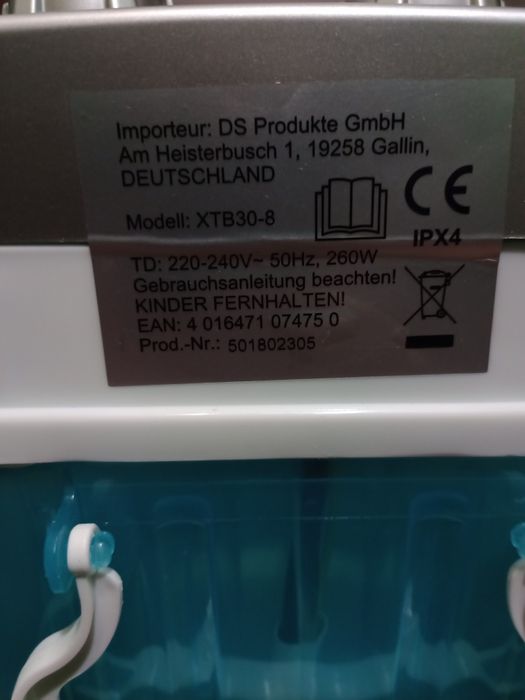 Importeur: DS Produkte GmbH
Am Heisterbusch 1, 19258 Gallin,
DEUTSCHLAND
Modell: XTB30-8
CE
IPX4
TD: 220-240V~ 50Hz, 260W
Gebrauchsanleitung beachten!
KINDER FERNHALTEN!
EAN: 4 016471 07475 0
Prod.-Nr.: 501802305